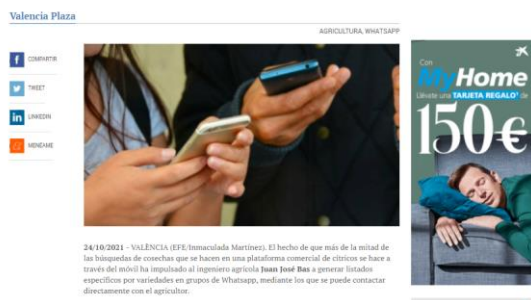 Valencia Plaza
AGRICULTURA, WHATSAPP
COMPARTIR
TWEET
LINKEDIN
MENEAME
Con
MyHome
Llévate una TARJETA REGALO² de
150€
24/10/2021 - VALÈNCIA (EFE/Inmaculada Martínez). El hecho de que más de la mitad de
las búsquedas de cosechas que se hacen en una plataforma comercial de cítricos se hace a
través del móvil ha impulsado al ingeniero agrícola Juan José Bas a generar listados
específicos por variedades en grupos de Whatsapp, mediante los que se puede contactar
directamente con el agricultor.